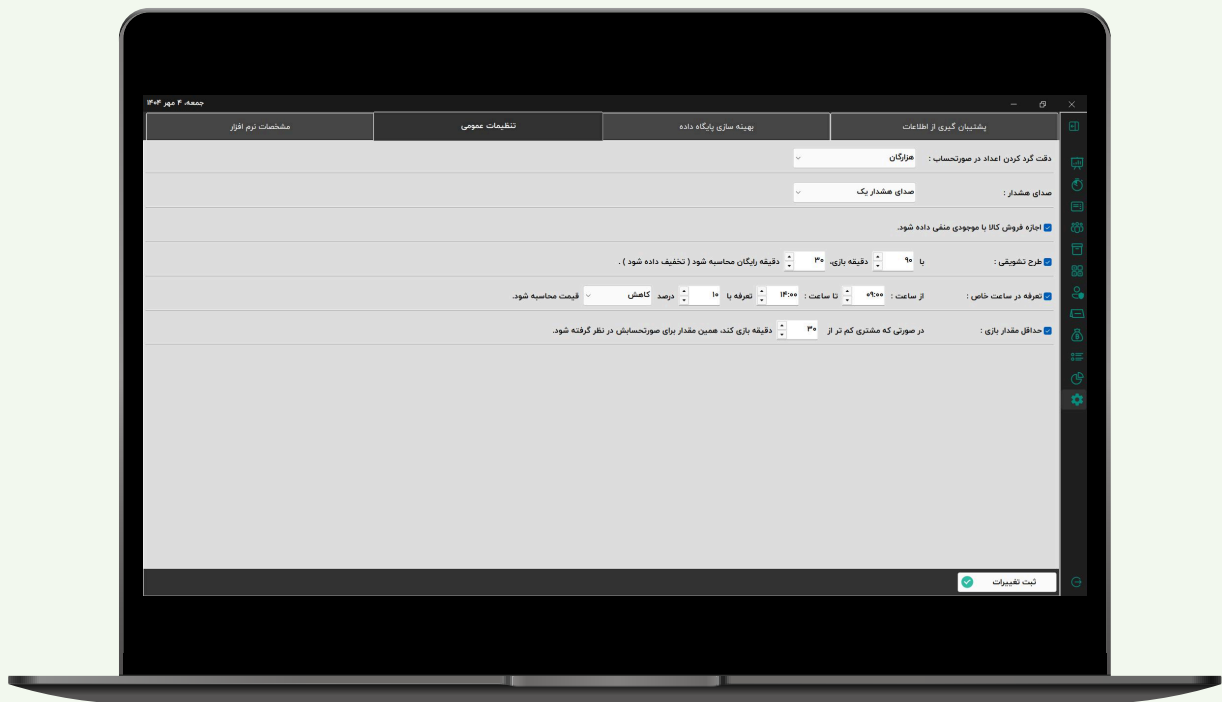 جمعه، ۴ مهر ۱۴۰۴
پشتیبان گیری از اطلاعات
بهینه سازی پایگاه داده
تنظیمات عمومی
مشخصات نرم افزار
دقت گرد کردن اعداد در صورتحساب : هزارگان
صدای هشدار : صدای هشدار یک
اجازه فروش کالا با موجودی منفی داده شود.
طرح تشویقی : با ۹۰ دقیقه بازی، ۳۰ دقیقه رایگان محاسبه شود ( تخفیف داده شود ) .
تعرفه در ساعت خاص : از ساعت : ۰۹:۰۰ تا ساعت : ۱۴:۰۰ تعرفه با ۱۰ درصد کاهش قیمت محاسبه شود.
حداقل مقدار بازی : در صورتی که مشتری کم تر از ۳۰ دقیقه بازی کند، همین مقدار برای صورتحسابش در نظر گرفته شود.
ثبت تغییرات